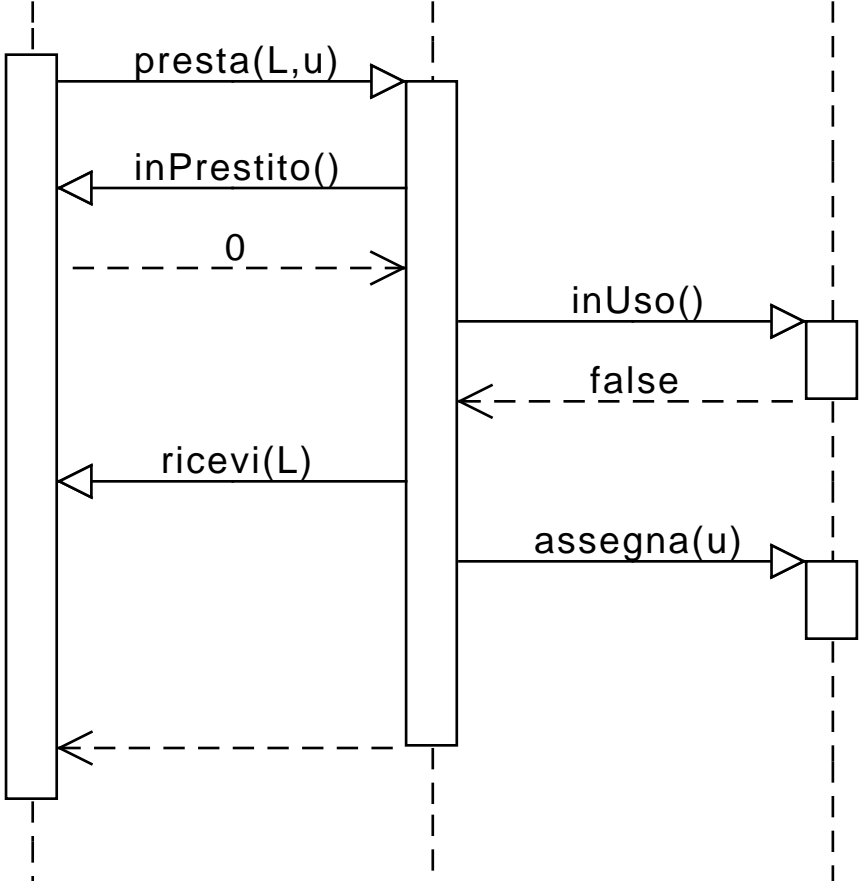 presta(L,u)
inPrestito()
0
inUso()
false
ricevi(L)
assegna(u)